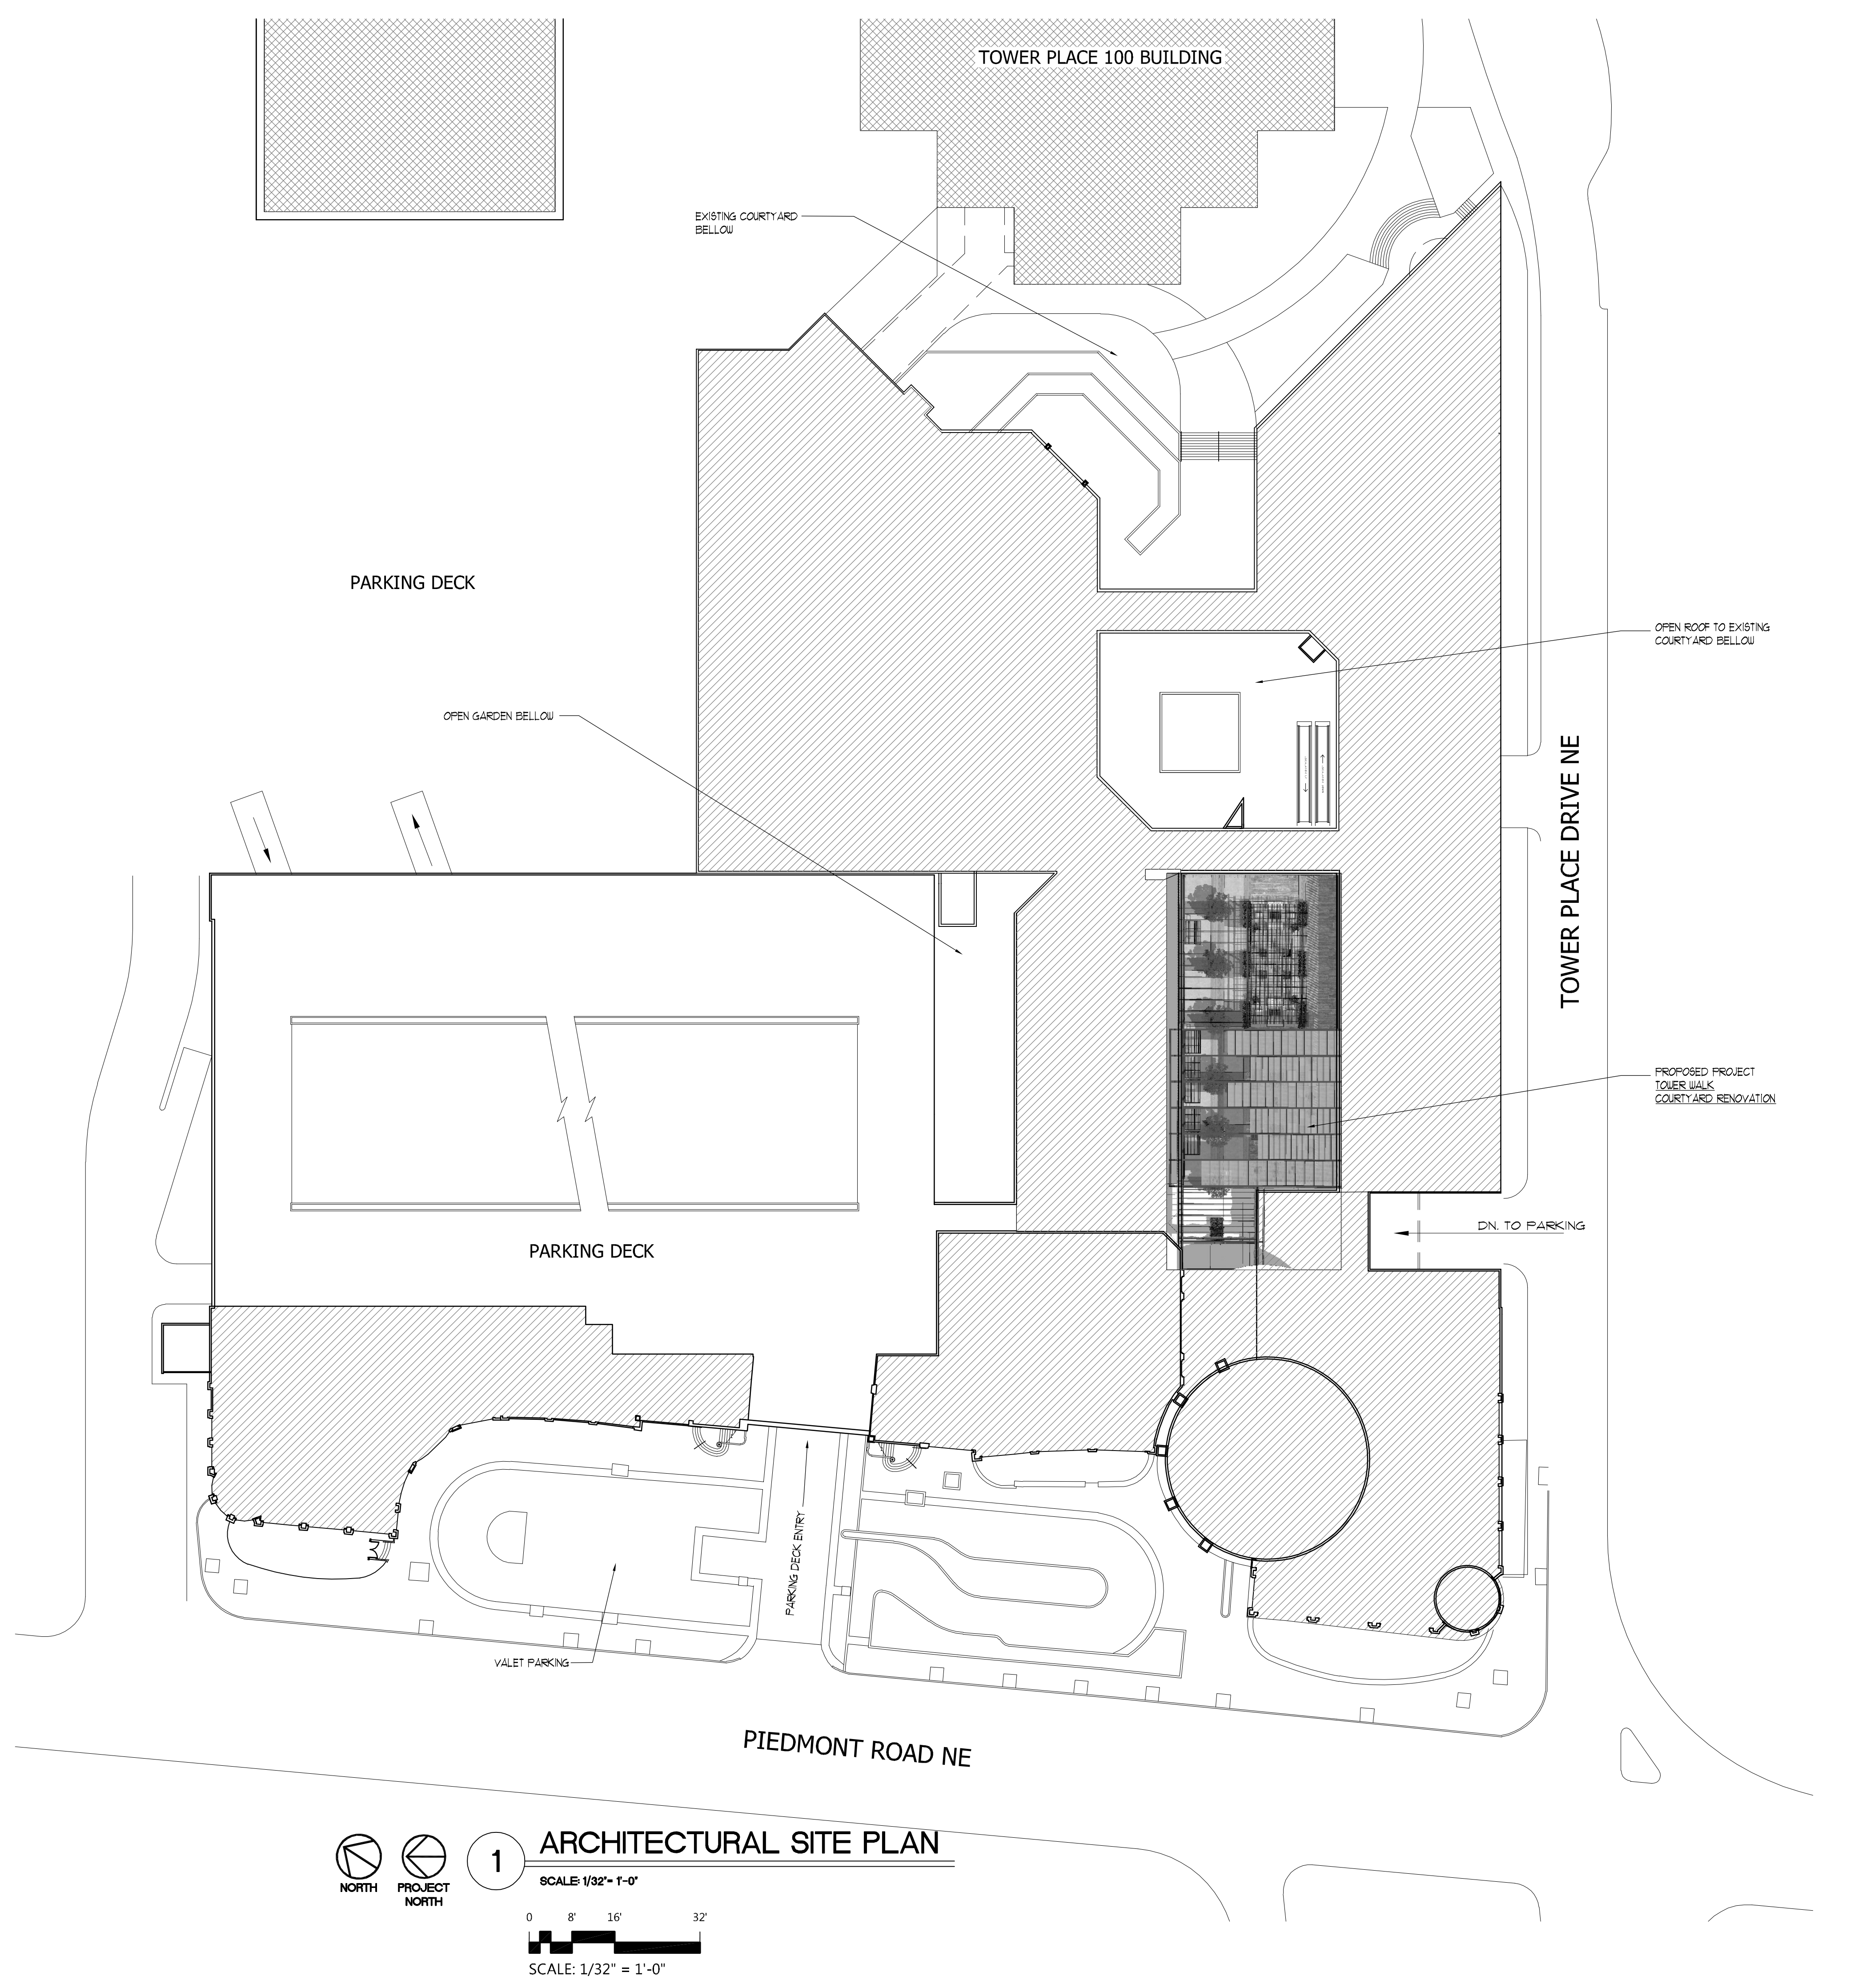 TOWER PLACE 100 BUILDING
EXISTING COURTYARD
BELLOW
PARKING DECK
OPEN ROOF TO EXISTING
COURTYARD BELLOW
OPEN GARDEN BELLOW
TOWER PLACE DRIVE NE
PROPOSED PROJECT
TOWER WALK
COURTYARD RENOVATION
DN. TO PARKING
PARKING DECK
PARKING DECK ENTRY
VALET PARKING
PIEDMONT ROAD NE
NORTH
PROJECT
NORTH
1
ARCHITECTURAL SITE PLAN
SCALE: 1/32"= 1'-0"
0 8' 16' 32'
SCALE: 1/32" = 1'-0"